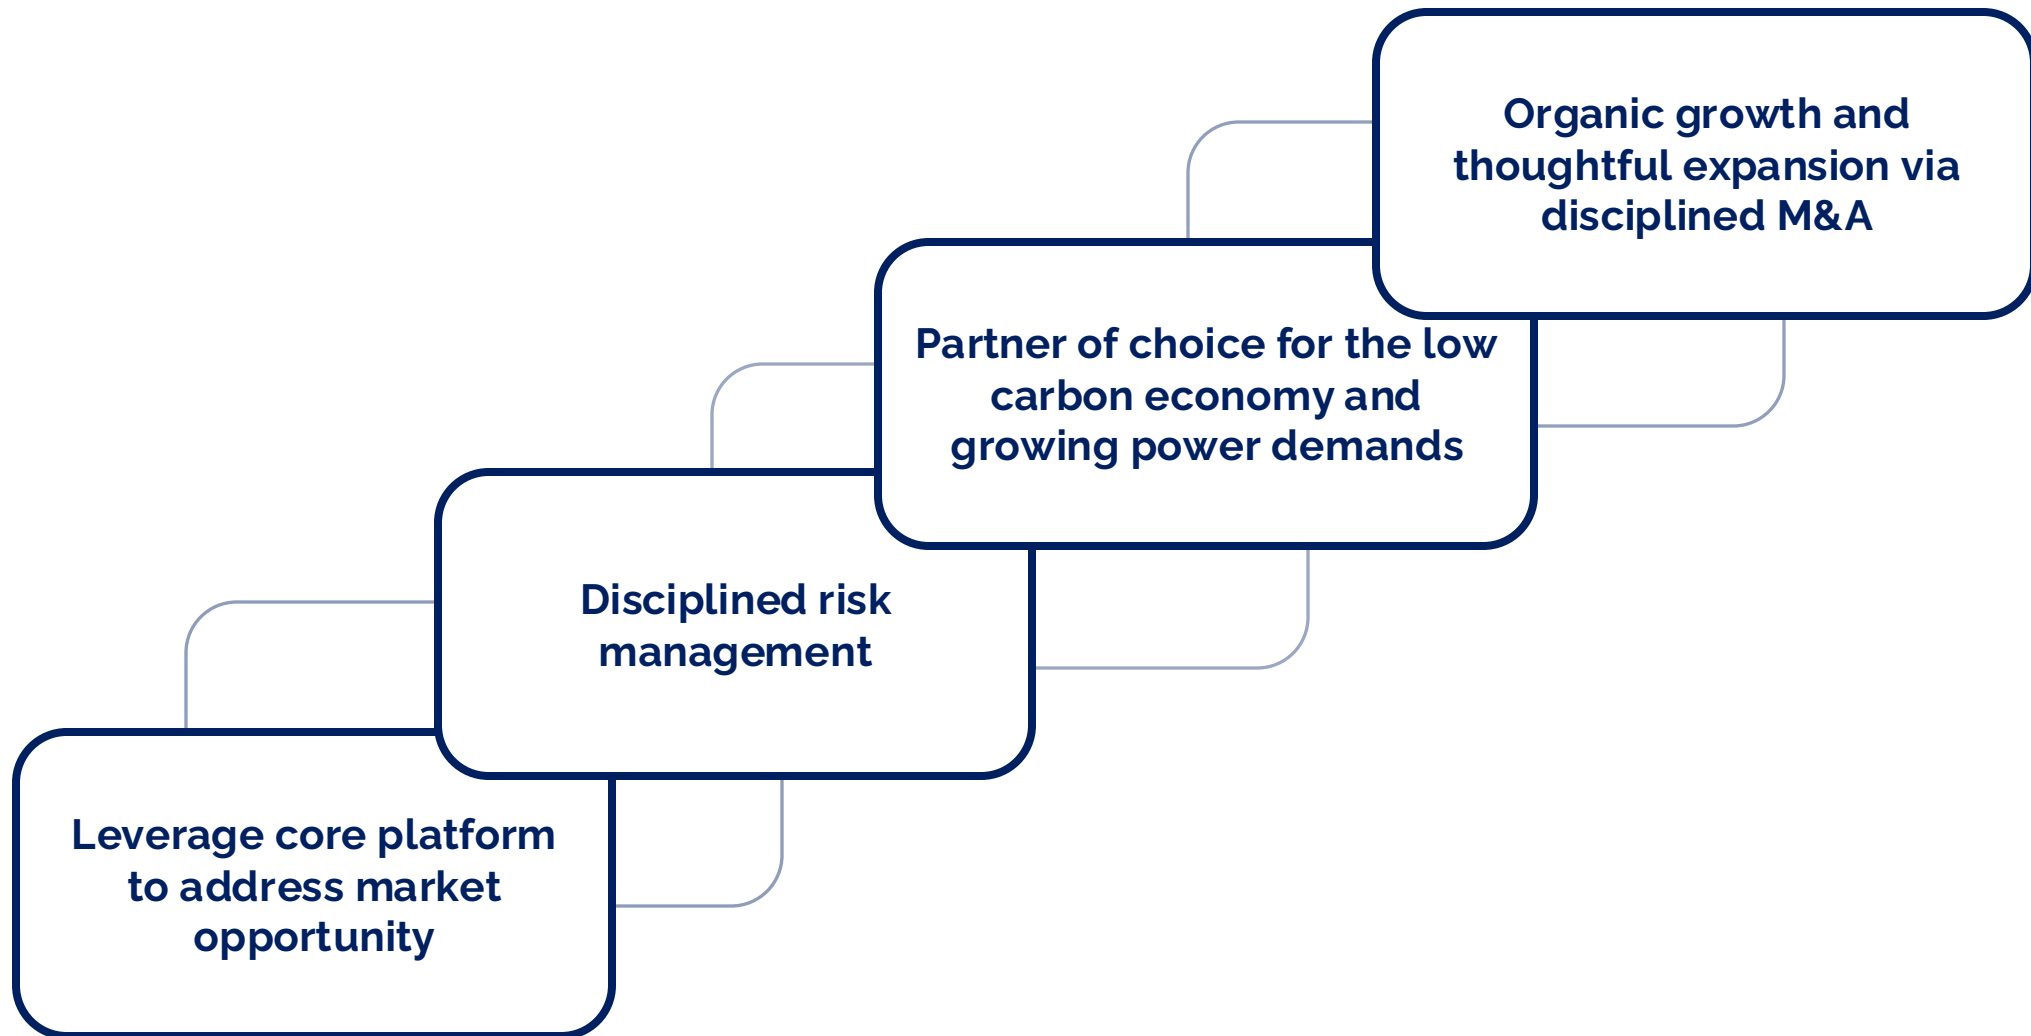 Organic growth and
thoughtful expansion via
disciplined M&A
Partner of choice for the low
carbon economy and
growing power demands
Disciplined risk
management
Leverage core platform
to address market
opportunity